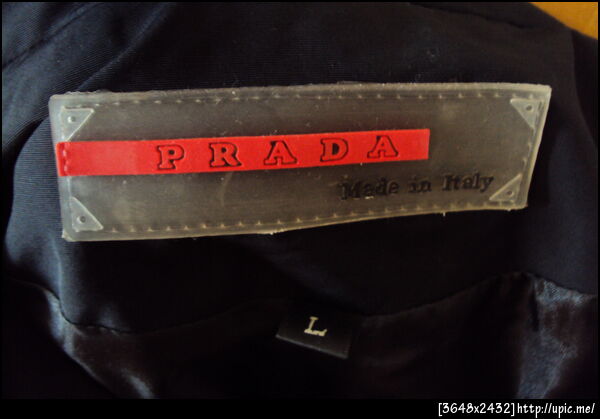 PRADA
Made in Italy
L
[3648x2432]http://upic.me/